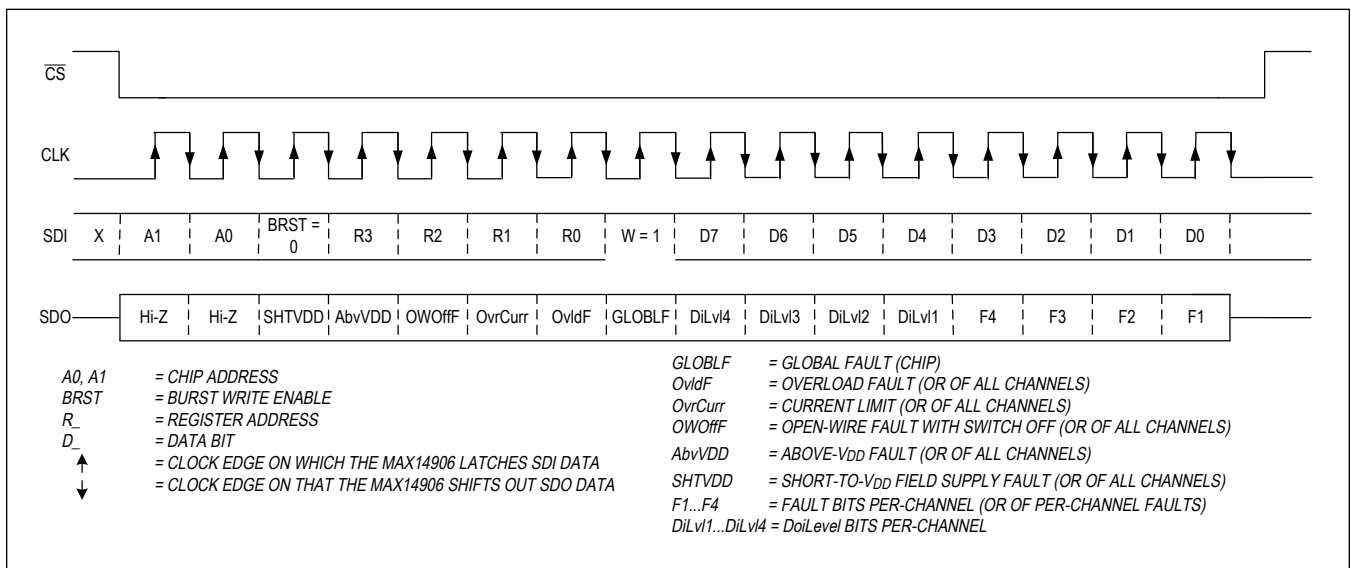 CS
CLK
SDI X A1 A0 BRST = 0 R3 R2 R1 R0 W = 1 D7 D6 D5 D4 D3 D2 D1 D0
SDO Hi-Z Hi-Z SHTVDD AbvVDD OWOffF OvrCurr OvldF GLOBLF DiLvl4 DiLvl3 DiLvl2 DiLvl1 F4 F3 F2 F1
A0, A1 = CHIP ADDRESS
BRST = BURST WRITE ENABLE
R_ = REGISTER ADDRESS
D_ = DATA BIT
↑ = CLOCK EDGE ON WHICH THE MAX14906 LATCHES SDI DATA
↓ = CLOCK EDGE ON THAT THE MAX14906 SHIFTS OUT SDO DATA
GLOBLF = GLOBAL FAULT (CHIP)
OvldF = OVERLOAD FAULT (OR OF ALL CHANNELS)
OvrCurr = CURRENT LIMIT (OR OF ALL CHANNELS)
OWOffF = OPEN-WIRE FAULT WITH SWITCH OFF (OR OF ALL CHANNELS)
AbvVDD = ABOVE-VDD FAULT (OR OF ALL CHANNELS)
SHTVDD = SHORT-TO-VDD FIELD SUPPLY FAULT (OR OF ALL CHANNELS)
F1...F4 = FAULT BITS PER-CHANNEL (OR OF PER-CHANNEL FAULTS)
DiLvl1...DiLvl4 = DoiLevel BITS PER-CHANNEL